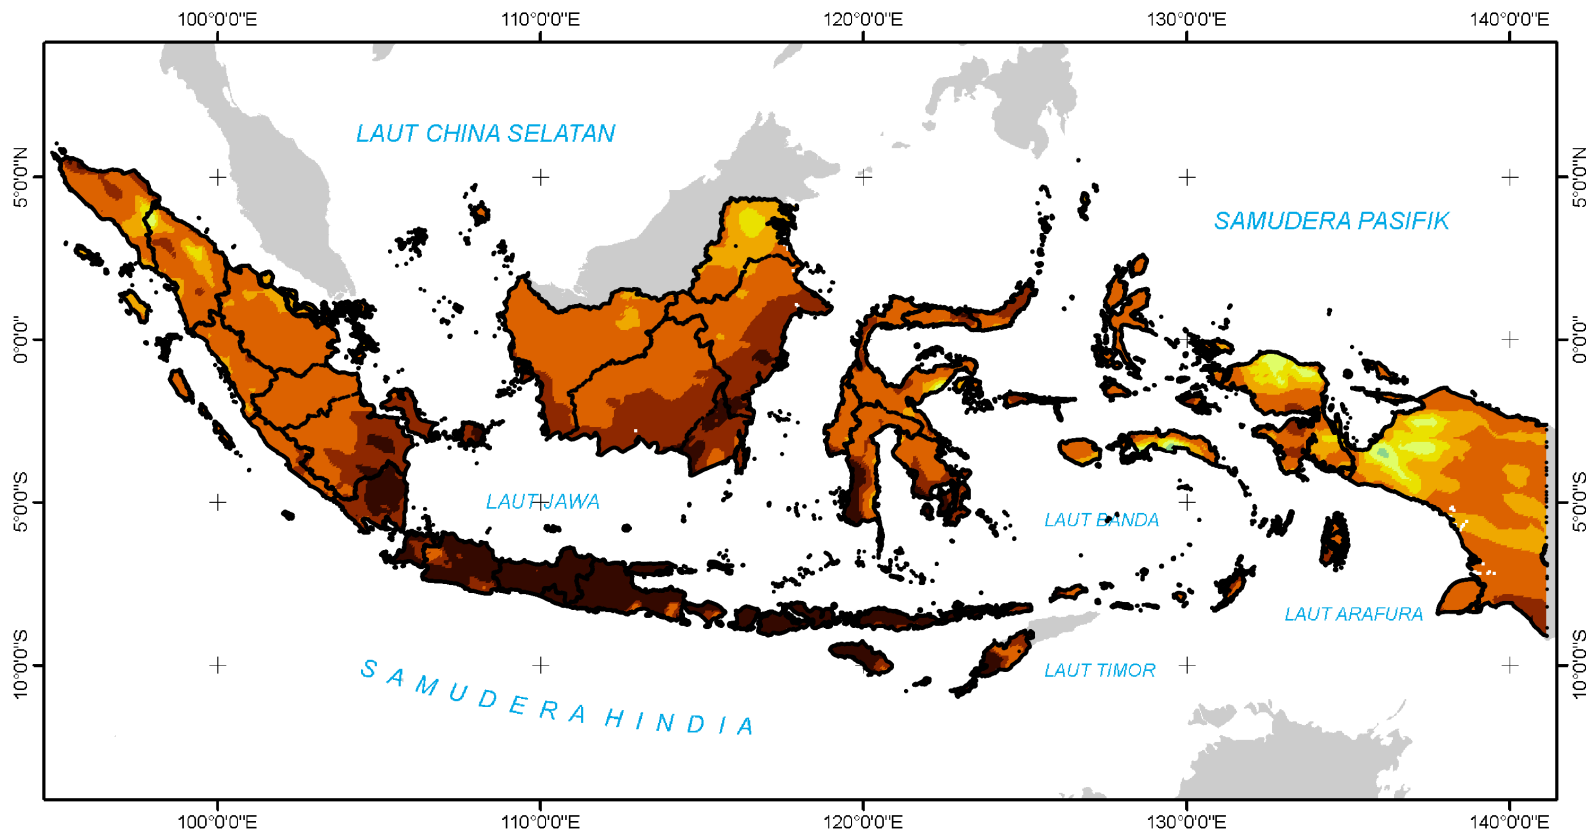 100°0'0"E 110°0'0"E 120°0'0"E 130°0'0"E 140°0'0"E
LAUT CHINA SELATAN
5°0'0"N
5°0'0"N
SAMUDERA PASIFIK
0°0'0"
0°0'0"
LAUT JAWA
5°0'0"S
5°0'0"S
LAUT BANDA
LAUT ARAFURA
10°0'0"S
10°0'0"S
LAUT TIMOR
SAMUDERA HINDIA
100°0'0"E 110°0'0"E 120°0'0"E 130°0'0"E 140°0'0"E